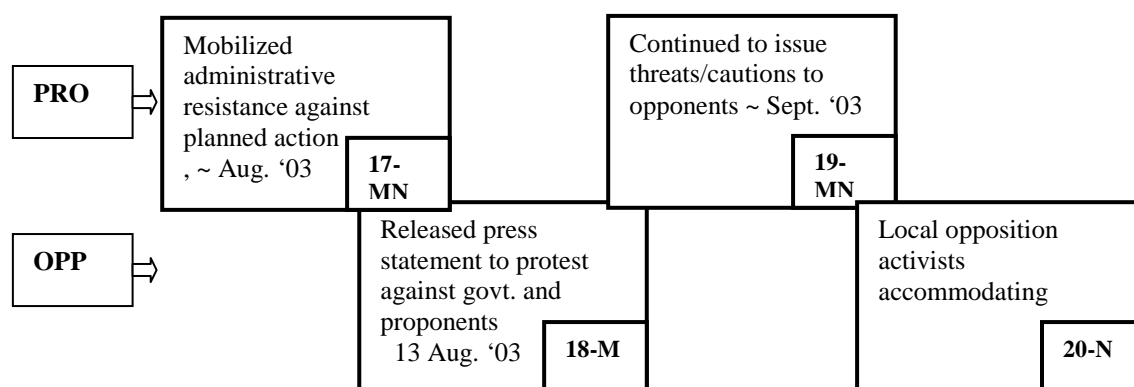 PRO
Mobilized
administrative
resistance against
planned action
, ~ Aug. ‘03
17-
MN
Continued to issue
threats/cautions to
opponents ~ Sept. ‘03
19-
MN
OPP
Released press
statement to protest
against govt. and
proponents
13 Aug. ‘03
18-M
Local opposition
activists
accommodating
20-N